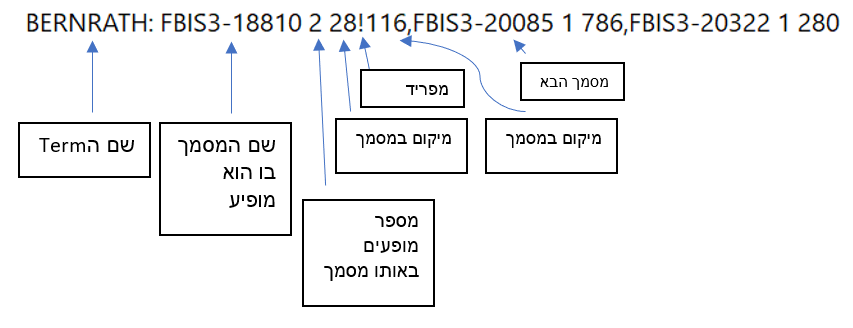 BERNRATH: FBIS3-18810 2 28!116,FBIS3-20085 1 786,FBIS3-20322 1 280
מפריד
מסמך הבא
שם הTerm
שם המסמך
בו הוא
מופיע
מיקום במסמך
מיקום במסמך
מספר
מופעים
באותו מסמך